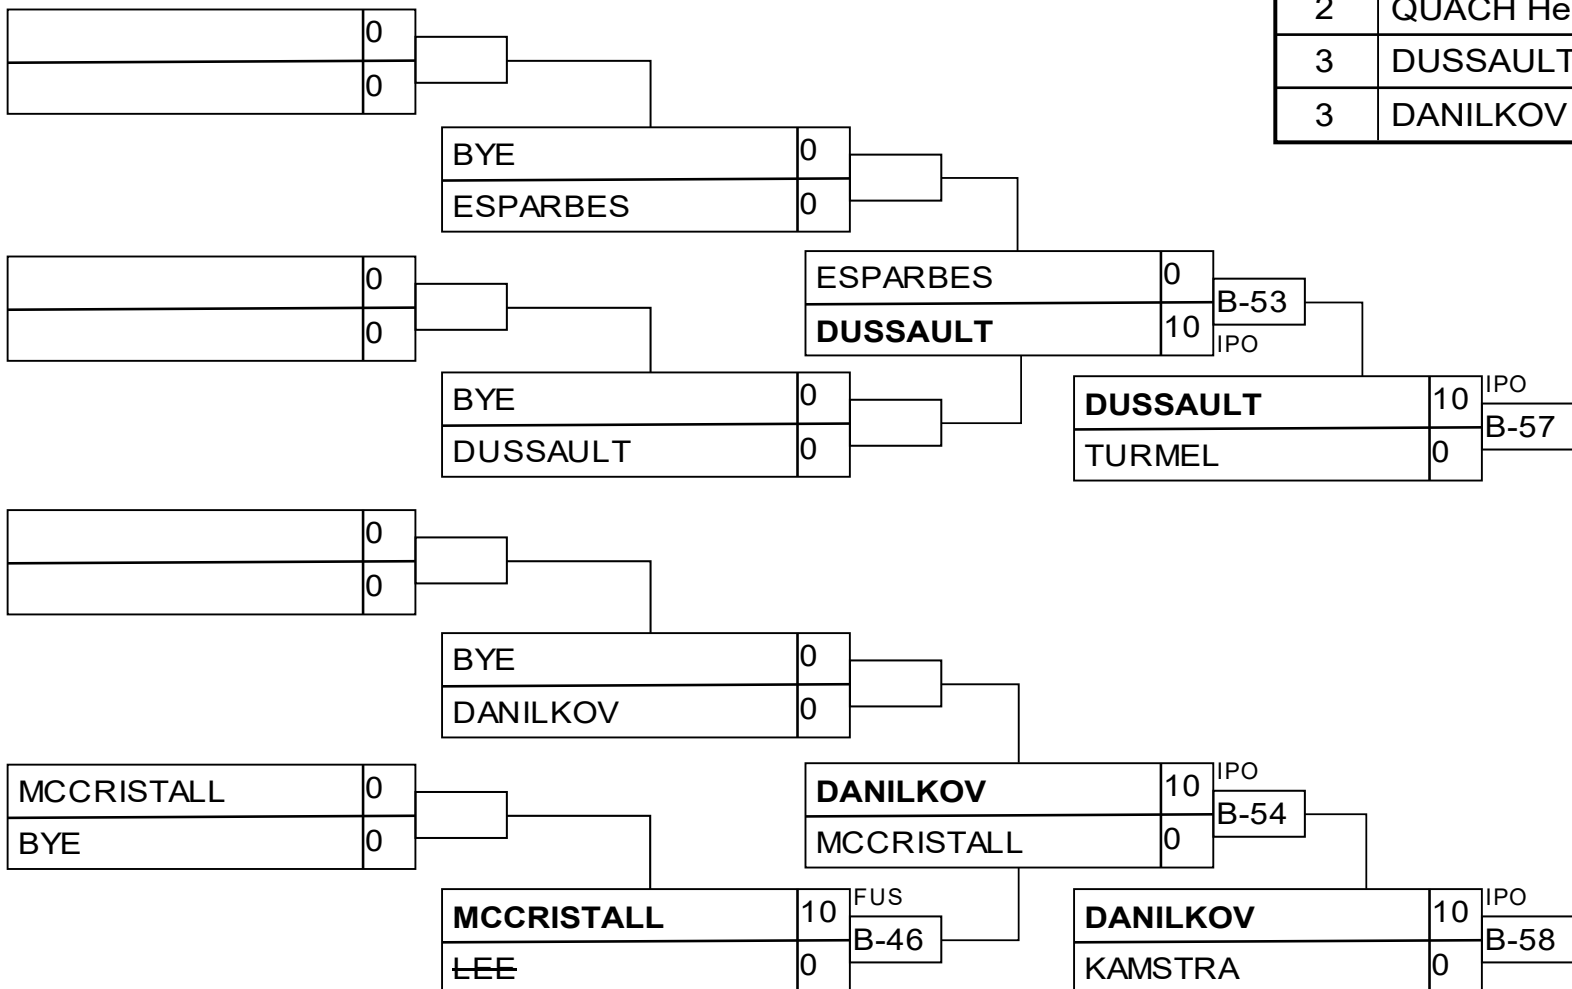 0
0
2 QUACH He
3 DUSSAULT
3 DANILKOV
BYE 0
ESPARBES 0
0
0
ESPARBES 0
B-53
DUSSAULT 10
IPO
BYE 0
DUSSAULT 0
DUSSAULT 10 IPO
B-57
TURMEL 0
0
0
BYE 0
DANILKOV 0
MCCRISTALL 0
BYE 0
DANILKOV 10 IPO
B-54
MCCRISTALL 0
MCCRISTALL 10 FUS
B-46
LEE 0
DANILKOV 10 IPO
B-58
KAMSTRA 0